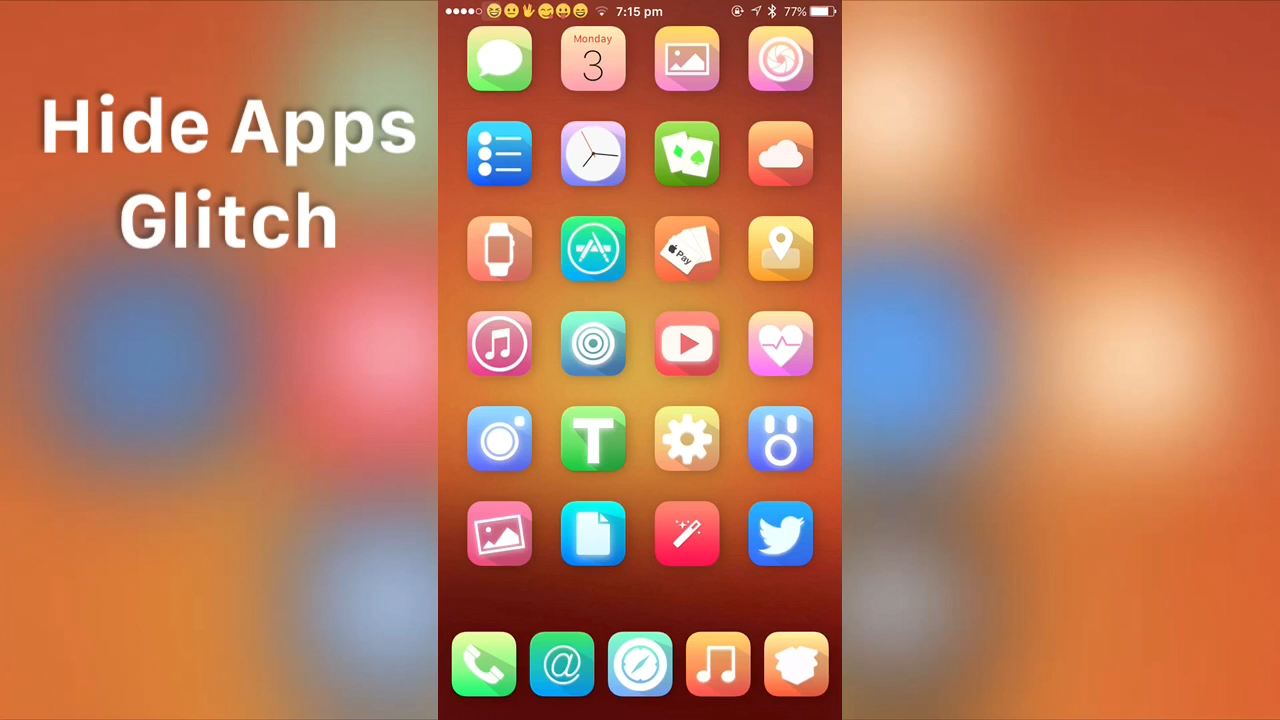 Hide Apps
Glitch
😆😐🖖😋😛😄 7:15 pm 77%
Monday
3
Pay
T
@